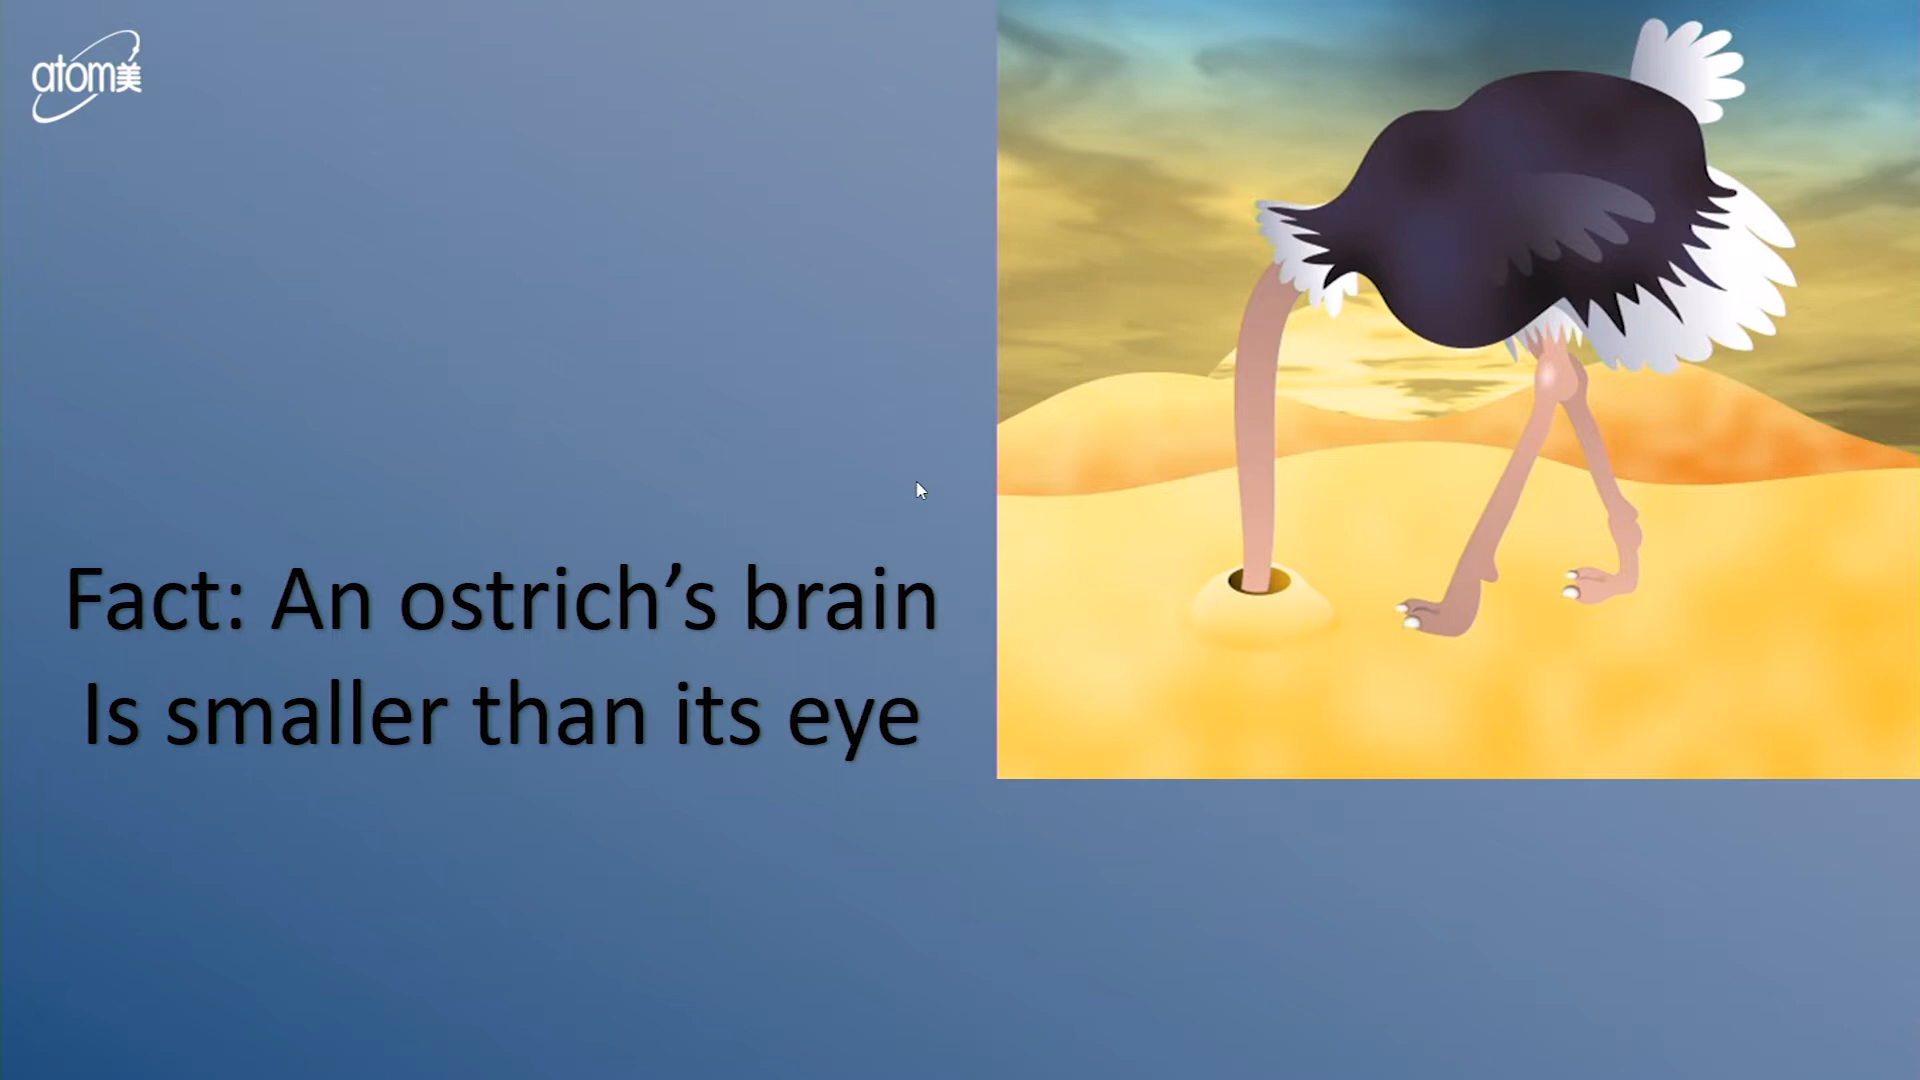 atom美
Fact: An ostrich’s brain
Is smaller than its eye